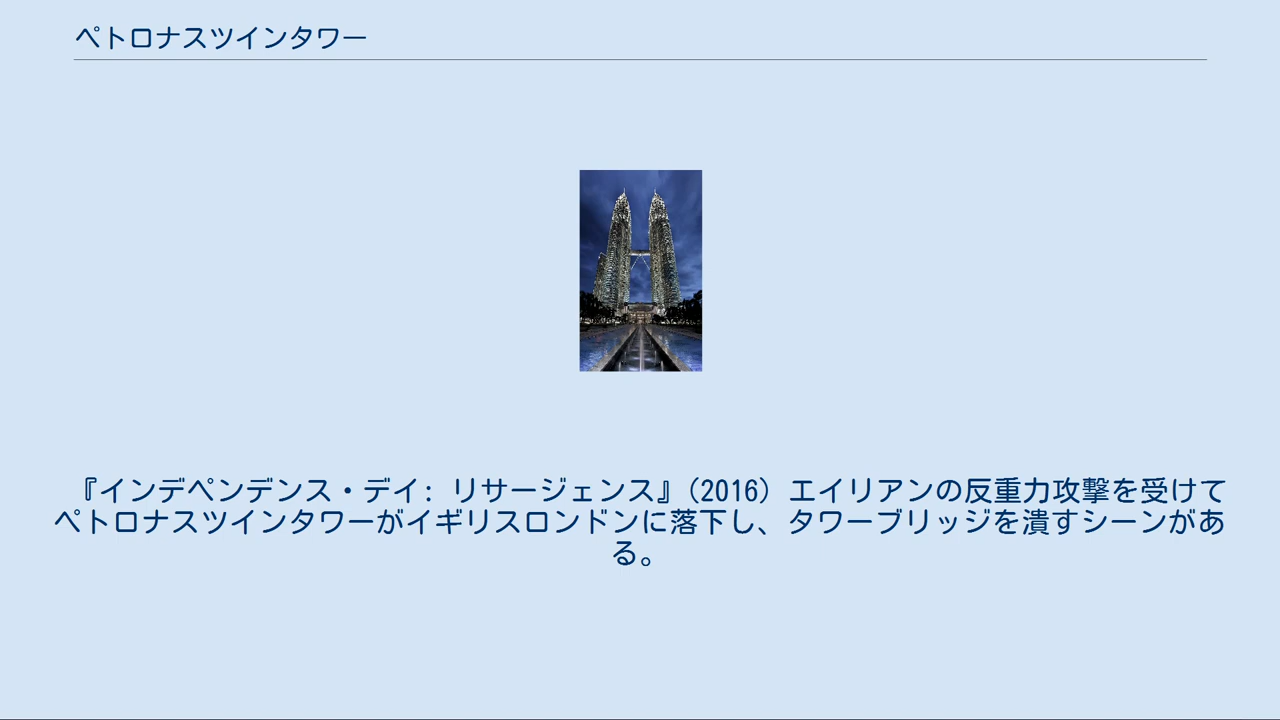 ペトロナスツインタワー
『インデペンデンス・デイ: リサージェンス』（2016）エイリアンの反重力攻撃を受けて
ペトロナスツインタワーがイギリスロンドンに落下し、タワーブリッジを潰すシーンがあ
る。